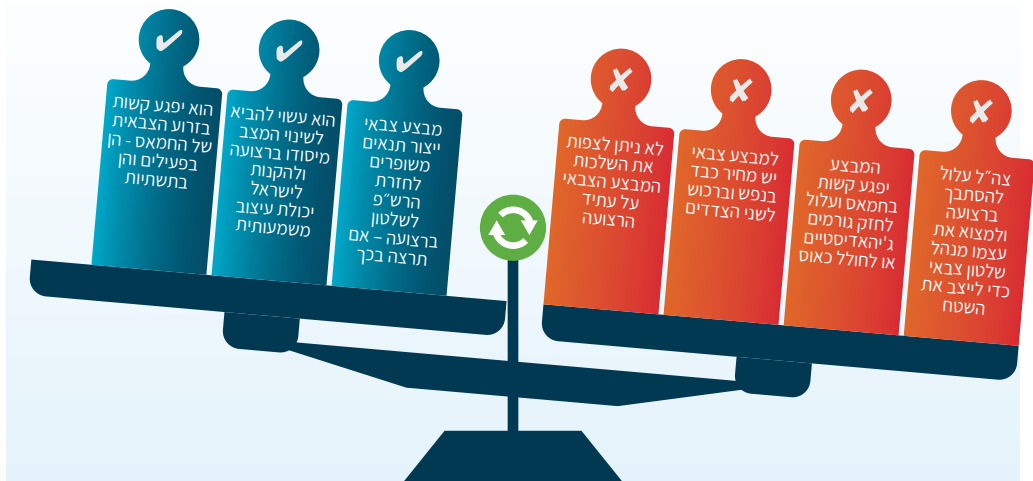 צה״ל עלול
להסתבך
ברצועה
ולמצוא את
עצמו מנהל
שלטון צבאי
כדי לייצב את
השטח
המבצע
יפגע קשות
בחמאס ועלול
לחזק גורמים
ג'יהאדיסטיים
או לחולל כאוס
למבצע צבאי
יש מחיר כבד
בנפש וברכוש
לשני הצדדים
לא ניתן לצפות
את השלכות
המבצע הצבאי
על עתיד
הרצועה
מבצע צבאי
ייצור תנאים
משופרים
לחזרת
הרש״פ
לשלטון
ברצועה – אם
תרצה בכך
הוא עשוי להביא
לשינוי המצב
מיסודו ברצועה
ולהקנות
לישראל
יכולת עיצוב
משמעותית
הוא יפגע קשות
בזרוע הצבאית
של החמאס - הן
בפעילים והן
בתשתיות